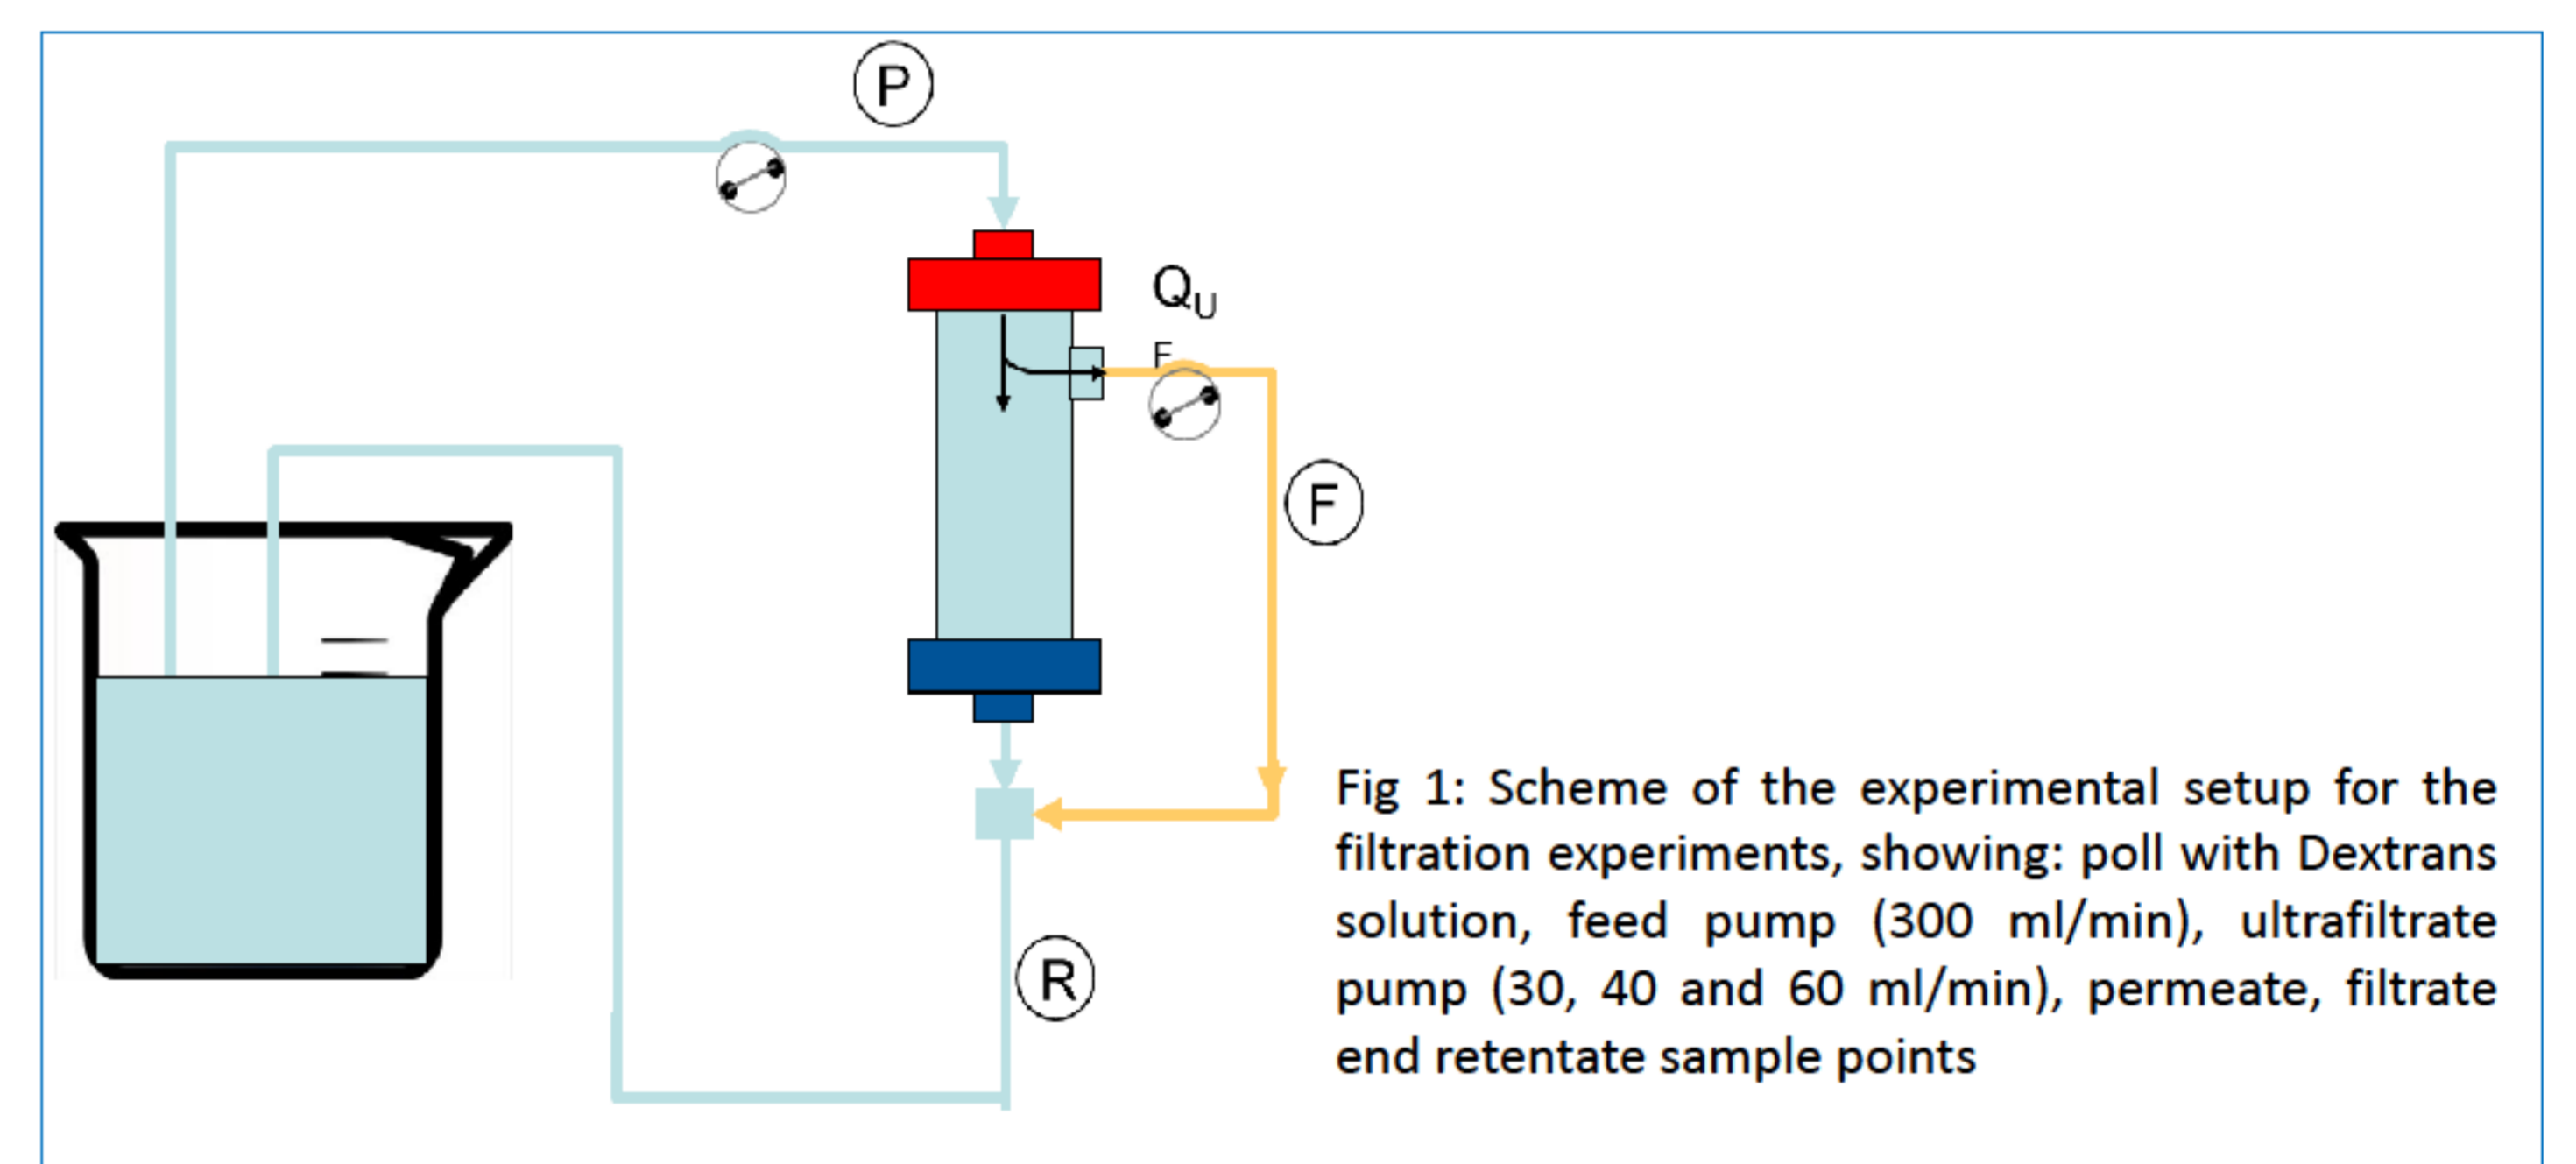 P
Q_U
F
F
R
Fig 1: Scheme of the experimental setup for the
filtration experiments, showing: poll with Dextrans
solution, feed pump (300 ml/min), ultrafiltrate
pump (30, 40 and 60 ml/min), permeate, filtrate
end retentate sample points